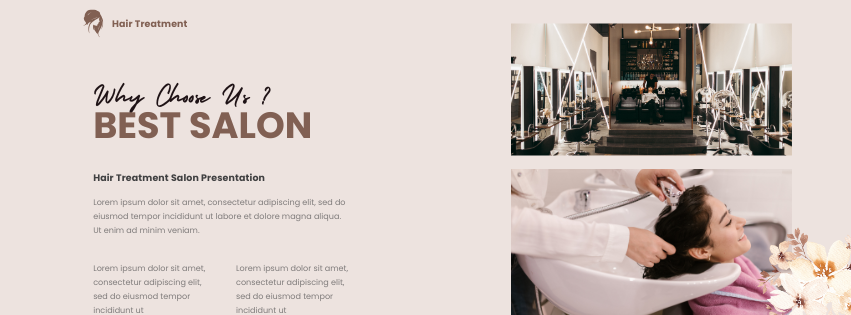 Hair Treatment
Why Choose Us ?
BEST SALON
Hair Treatment Salon Presentation
Lorem ipsum dolor sit amet, consectetur adipiscing elit, sed do
eiusmod tempor incididunt ut labore et dolore magna aliqua.
Ut enim ad minim veniam.
Lorem ipsum dolor sit amet,
consectetur adipiscing elit,
sed do eiusmod tempor
incididunt ut
Lorem ipsum dolor sit amet,
consectetur adipiscing elit,
sed do eiusmod tempor
incididunt ut